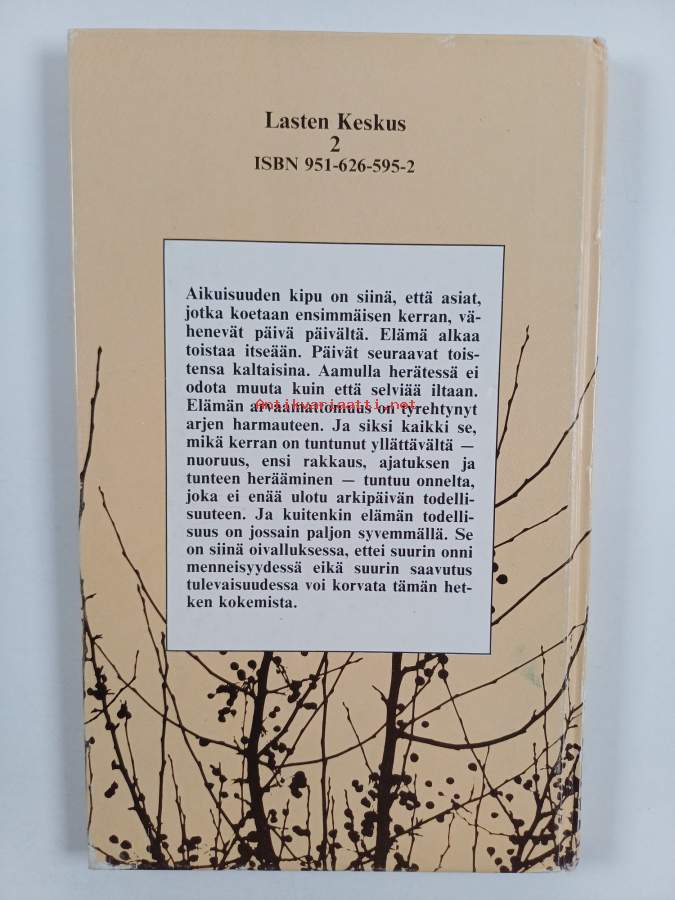 Lasten Keskus
2
ISBN 951-626-595-2
Aikuisuuden kipu on siinä, että asiat,
jotka koetaan ensimmäisen kerran, vä-
henevät päivä päivältä. Elämä alkaa
toistaa itseään. Päivät seuraavat tois-
tensa kaltaisina. Aamulla herätessä ei
odota muuta kuin että selviää iltaan.
Antikvariaatti.net
Elämän arvaamattomuus on tyrehtynyt
arjen harmauteen. Ja siksi kaikki se,
mikä kerran on tuntunut yllättävältä —
nuoruus, ensi rakkaus, ajatuksen ja
tunteen herääminen — tuntuu onnelta,
joka ei enää ulotu arkipäivän todelli-
suuteen. Ja kuitenkin elämän todelli-
suus on jossain paljon syvemmällä. Se
on siinä oivalluksessa, ettei suurin onni
menneisyydessä eikä suurin saavutus
tulevaisuudessa voi korvata tämän het-
ken kokemista.